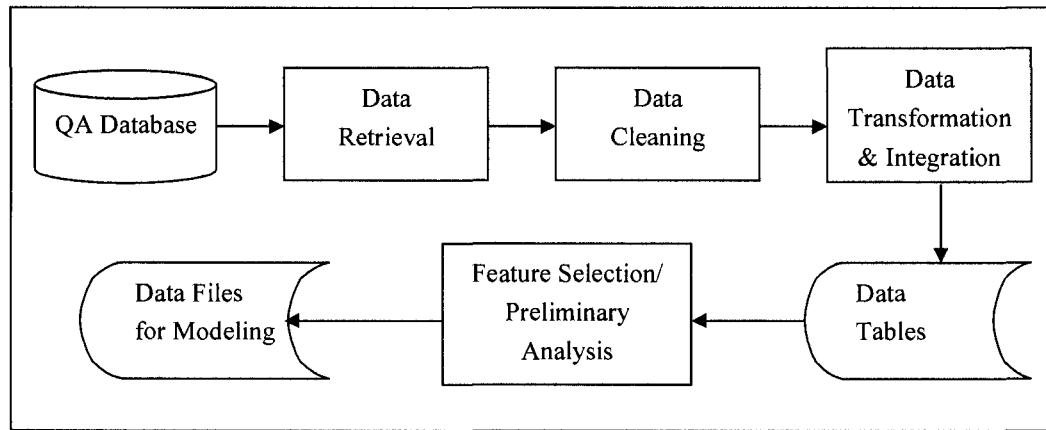 QA Database
Data
Retrieval
Data
Cleaning
Data
Transformation
& Integration
Data Files
for Modeling
Feature Selection/
Preliminary
Analysis
Data
Tables